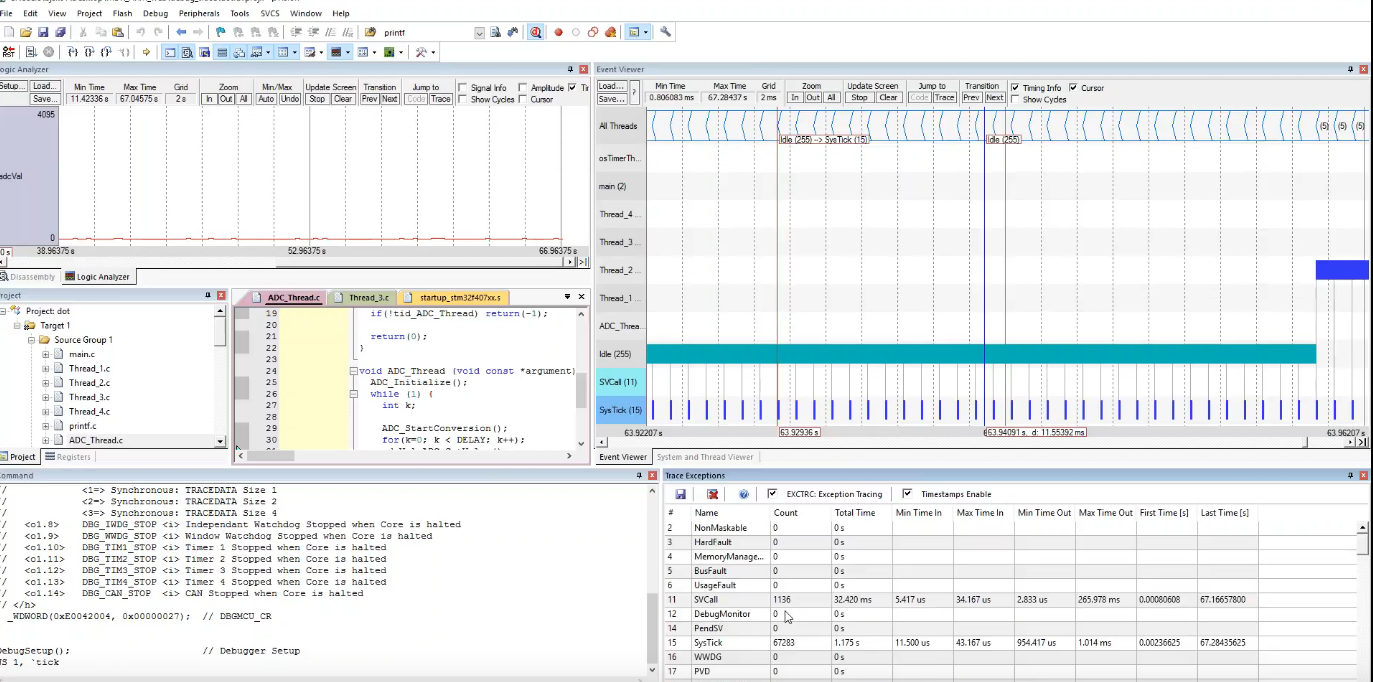 File Edit View Project Flash Debug Peripherals Tools SVCS Window Help
printf
RST
Logic Analyzer
Setup... Load... Min Time Max Time Grid Zoom Min/Max Update Screen Transition Jump to Signal Info Amplitude
Save... 11.42336 s 67.04575 s 2 s In Out All Auto Undo Stop Clear Prev Next Code Trace Show Cycles Cursor
4095
adcVal
0
38.96375 s 52.96375 s 66.96375 s
Disassembly Logic Analyzer
Event Viewer
Load... Min Time Max Time Grid Zoom Update Screen Jump to Transition Timing Info Cursor
Save... ? 0.806083 ms 67.28437 s 2 ms In Out All Stop Clear Code Trace Prev Next Show Cycles
All Threads (5) (5) (5)
Idle (255) --> SysTick (15) Idle (255)
osTimerTh...
main (2)
Thread_4 ...
Thread_3 ...
Thread_2 ...
Thread_1 ...
ADC_Threa...
Idle (255)
SVCall (11)
SysTick (15)
63.92207 s 63.92936 s 63.94091 s, d: 11.55392 ms 63.96207 s
Event Viewer System and Thread Viewer
Project
Project: dot
Target 1
Source Group 1
main.c
Thread_1.c
Thread_2.c
Thread_3.c
Thread_4.c
printf.c
ADC_Thread.c
Project Registers
ADC_Thread.c Thread_3.c startup_stm32f407xx.s
19 if(!tid_ADC_Thread) return(-1);
20
21 return(0);
22 }
23
24 void ADC_Thread (void const *argument)
25 ADC_Initialize();
26 while (1) {
27 int k;
28
29 ADC_StartConversion();
30 for(k=0; k < DELAY; k++);
Command
// <1=> Synchronous: TRACEDATA Size 1
// <2=> Synchronous: TRACEDATA Size 2
// <3=> Synchronous: TRACEDATA Size 4
// <o1.8> DBG_IWDG_STOP <i> Independant Watchdog Stopped when Core is halted
// <o1.9> DBG_WWDG_STOP <i> Window Watchdog Stopped when Core is halted
// <o1.10> DBG_TIM1_STOP <i> Timer 1 Stopped when Core is halted
// <o1.11> DBG_TIM2_STOP <i> Timer 2 Stopped when Core is halted
// <o1.12> DBG_TIM3_STOP <i> Timer 3 Stopped when Core is halted
// <o1.13> DBG_TIM4_STOP <i> Timer 4 Stopped when Core is halted
// <o1.14> DBG_CAN_STOP <i> CAN Stopped when Core is halted
// </h>
_WDWORD(0xE0042004, 0x00000027); // DBGMCU_CR
DebugSetup(); // Debugger Setup
WS 1, `tick
Trace Exceptions
EXCTRC: Exception Tracing Timestamps Enable
# Name Count Total Time Min Time In Max Time In Min Time Out Max Time Out First Time [s] Last Time [s]
2 NonMaskable 0 0 s
3 HardFault 0 0 s
4 MemoryManage... 0 0 s
5 BusFault 0 0 s
6 UsageFault 0 0 s
11 SVCall 1136 32.420 ms 5.417 us 34.167 us 2.833 us 265.978 ms 0.00080608 67.16657800
12 DebugMonitor 0 0 s
14 PendSV 0 0 s
15 SysTick 67283 1.175 s 11.500 us 43.167 us 954.417 us 1.014 ms 0.00236625 67.28435625
16 WWDG 0 0 s
17 PVD 0 0 s